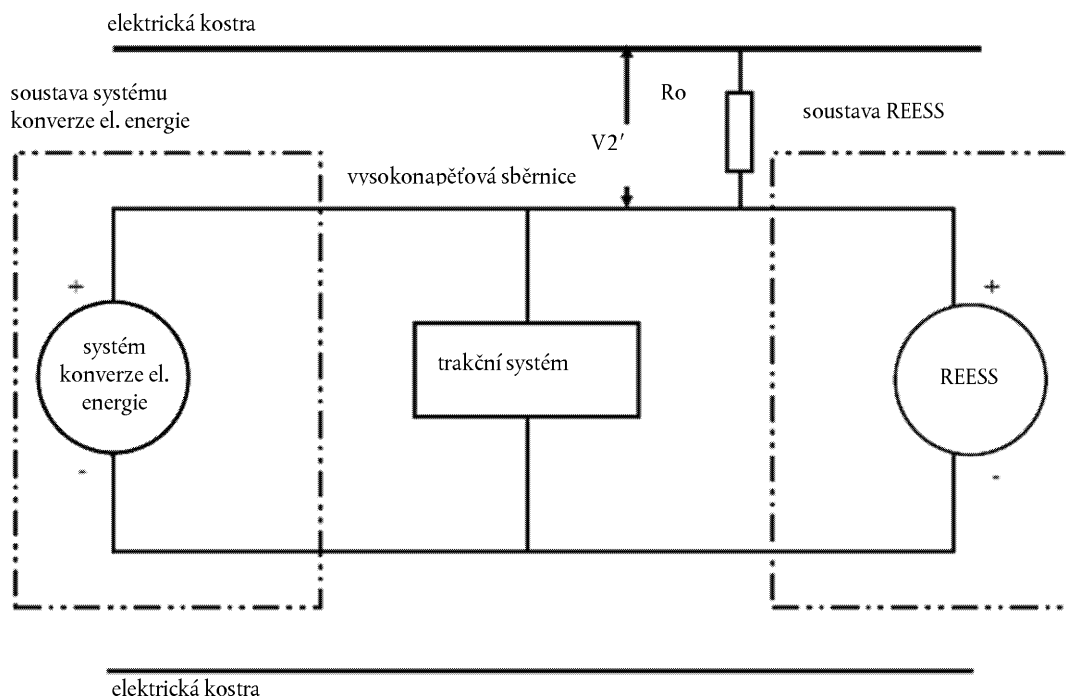 elektrická kostra
soustava systému
konverze el. energie
Ro
soustava REESS
V2′
vysokonapěťová sběrnice
+
+
systém
konverze el.
energie
trakční systém
REESS
-
-
elektrická kostra